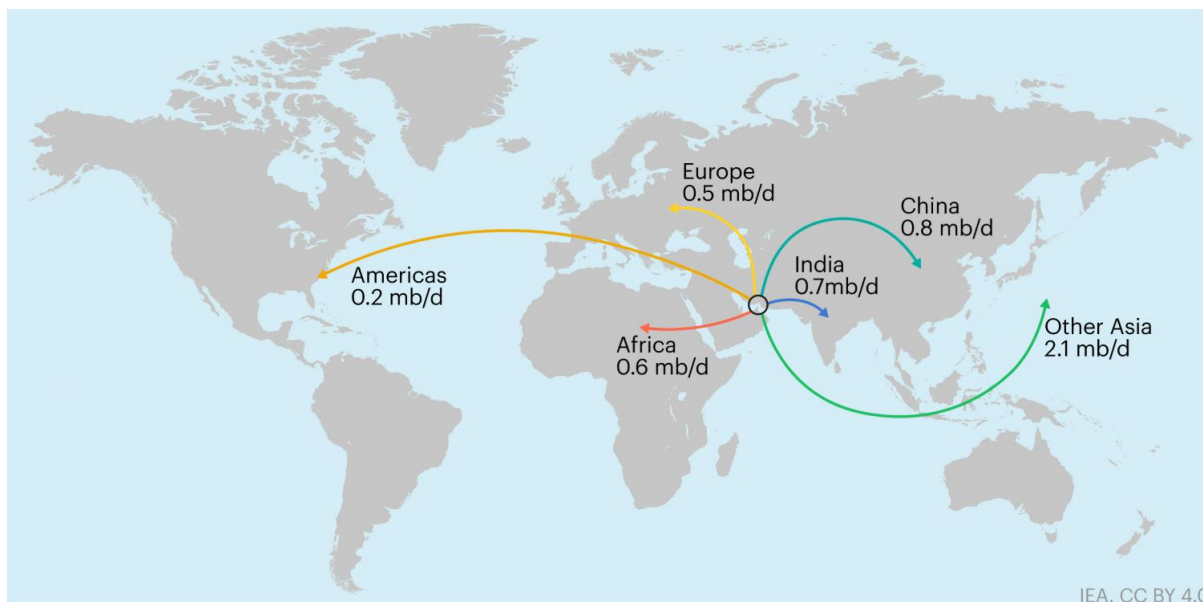 Europe
0.5 mb/d
China
0.8 mb/d
Americas
0.2 mb/d
India
0.7mb/d
Africa
0.6 mb/d
Other Asia
2.1 mb/d
IEA. CC BY 4.0